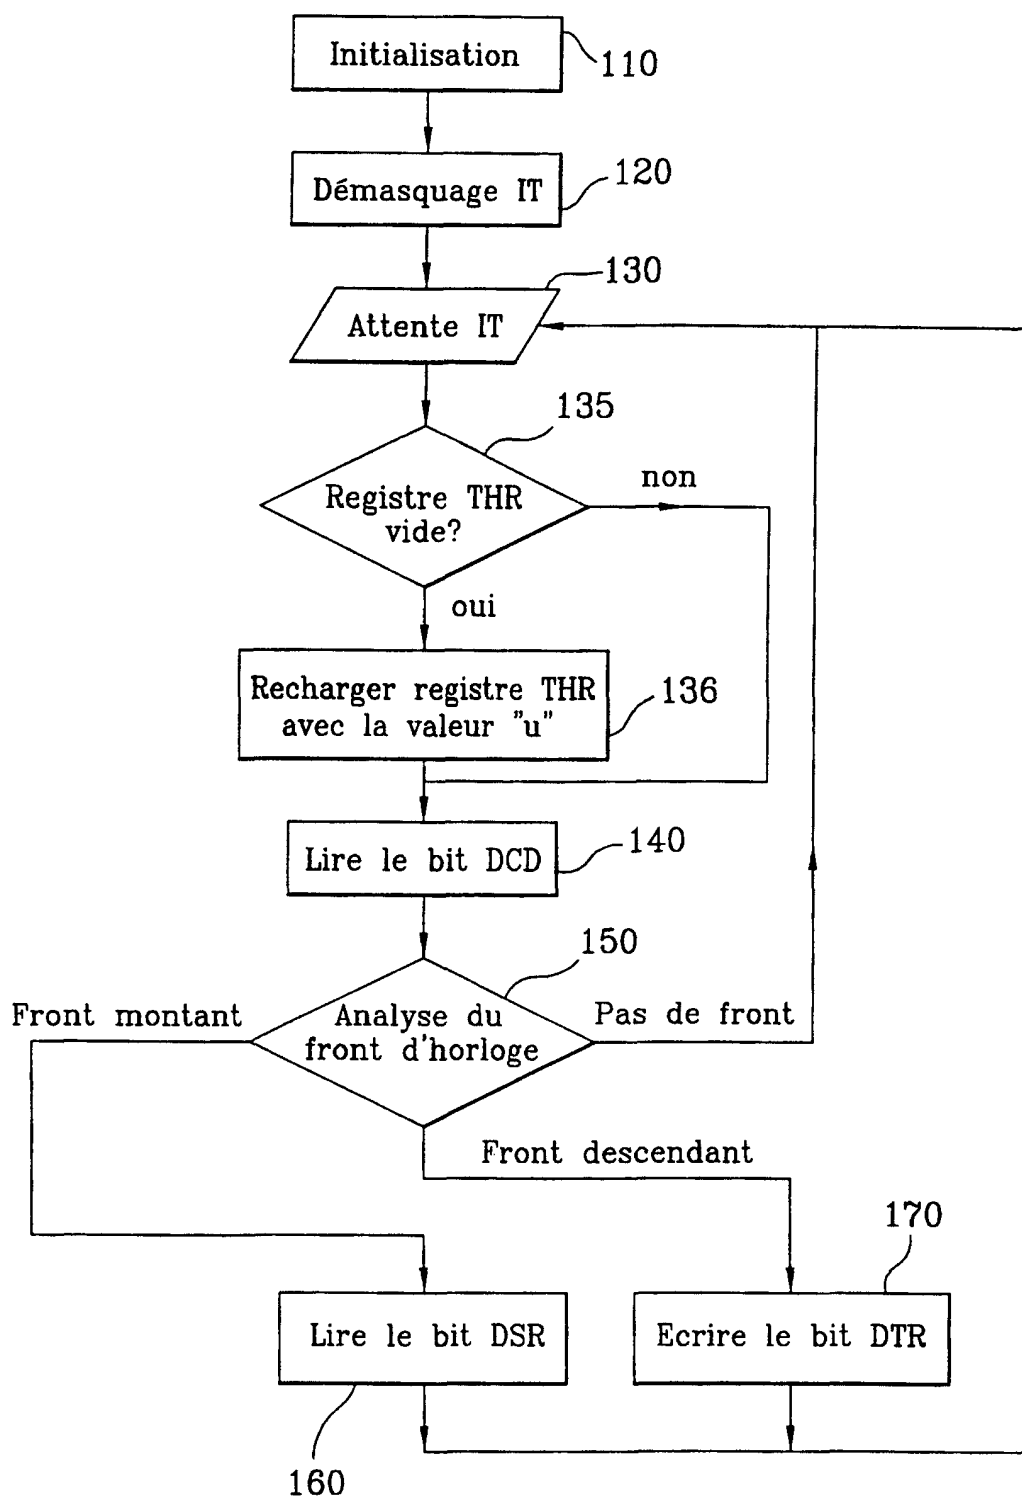 Initialisation
110
Démasquage IT
120
130
Attente IT
135
Registre THR
vide?
non
oui
Recharger registre THR
avec la valeur "u"
136
Lire le bit DCD
140
150
Front montant
Analyse du
front d'horloge
Pas de front
Front descendant
170
Lire le bit DSR
Ecrire le bit DTR
160